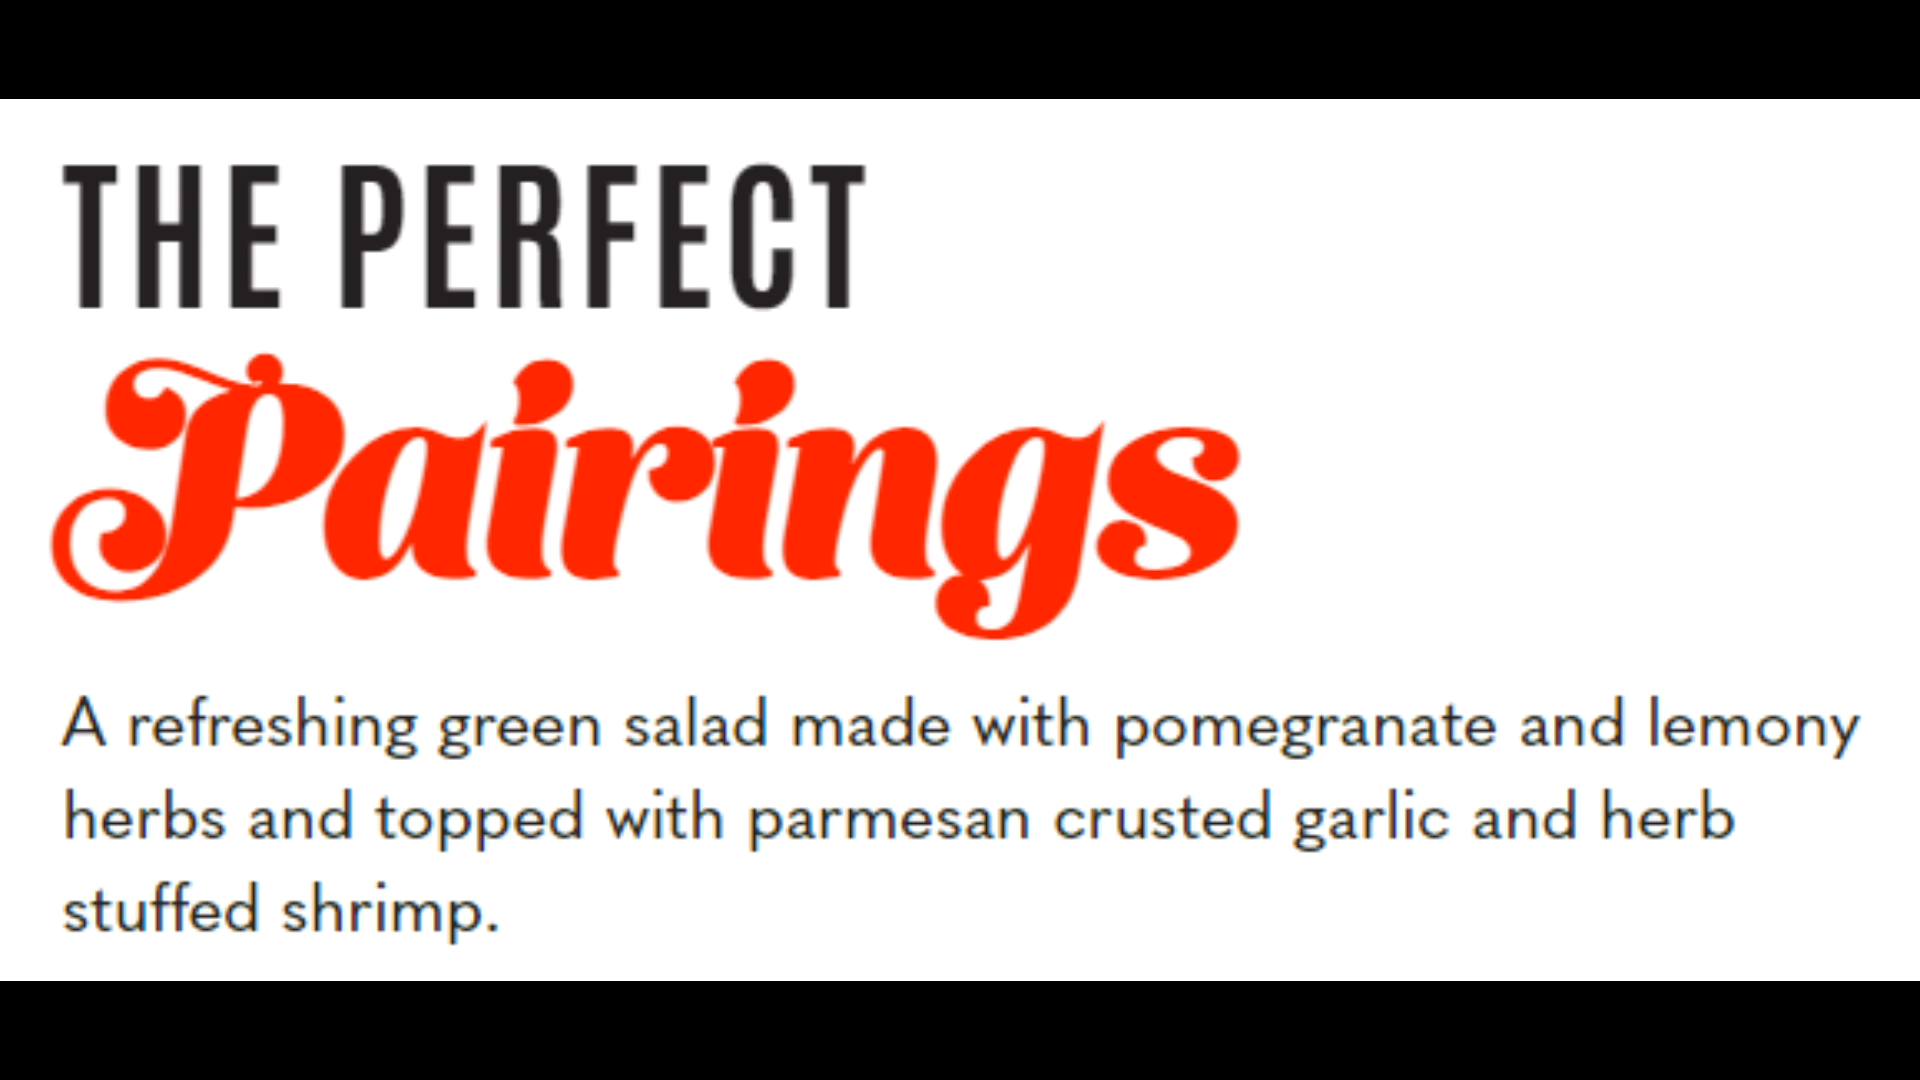 THE PERFECT
Pairings
A refreshing green salad made with pomegranate and lemony
herbs and topped with parmesan crusted garlic and herb
stuffed shrimp.